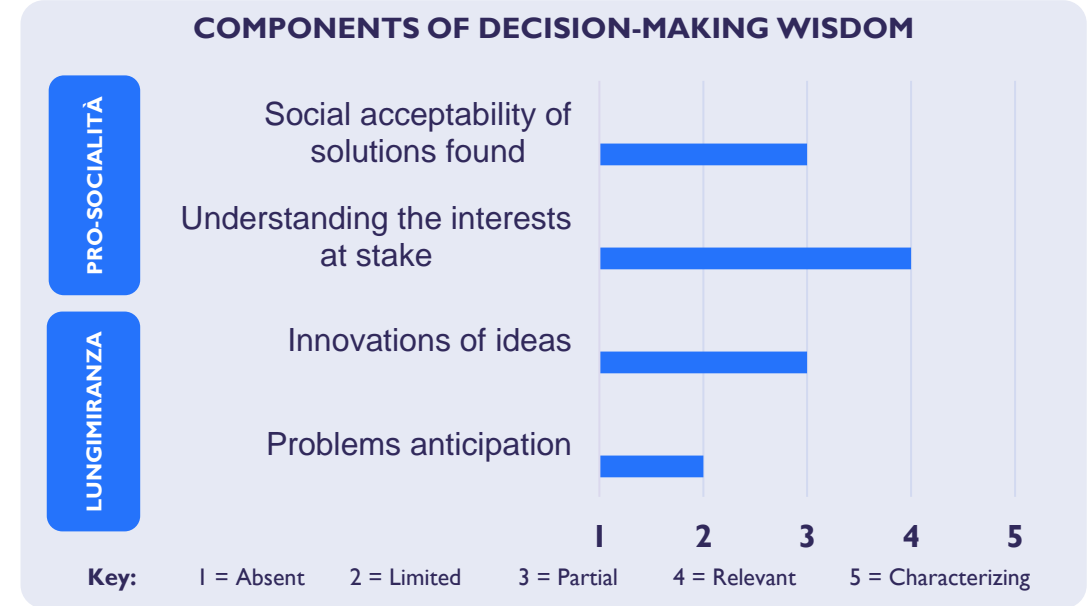 COMPONENTS OF DECISION-MAKING WISDOM
PRO-SOCIALITÀ
Social acceptability of
solutions found
Understanding the interests
at stake
LUNGIMIRANZA
Innovations of ideas
Problems anticipation
1 2 3 4 5
Key: 1 = Absent 2 = Limited 3 = Partial 4 = Relevant 5 = Characterizing